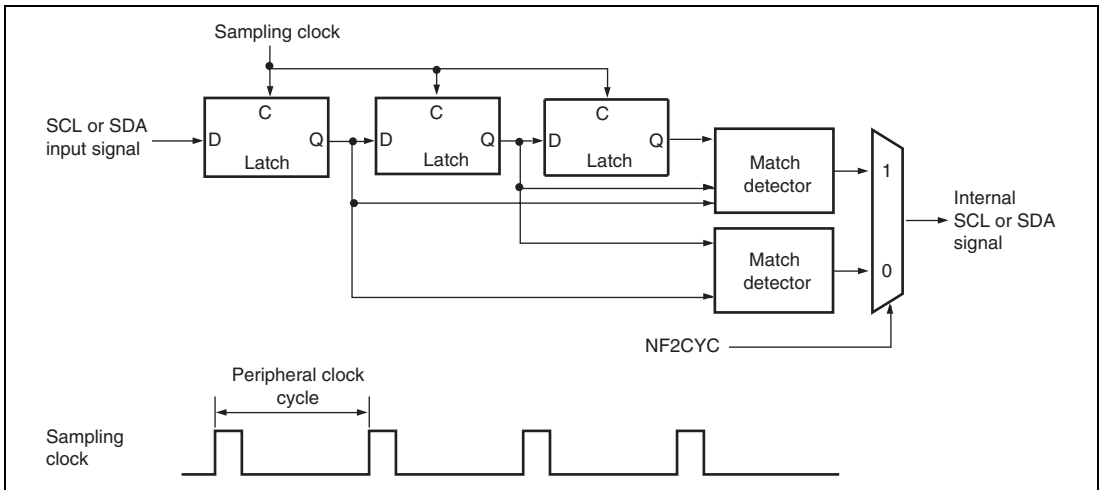 Sampling clock
SCL or SDA
input signal
C
D
Q
Latch
C
D
Q
Latch
C
D
Q
Latch
Match
detector
Match
detector
1
0
Internal
SCL or SDA
signal
NF2CYC
Peripheral clock
cycle
Sampling
clock